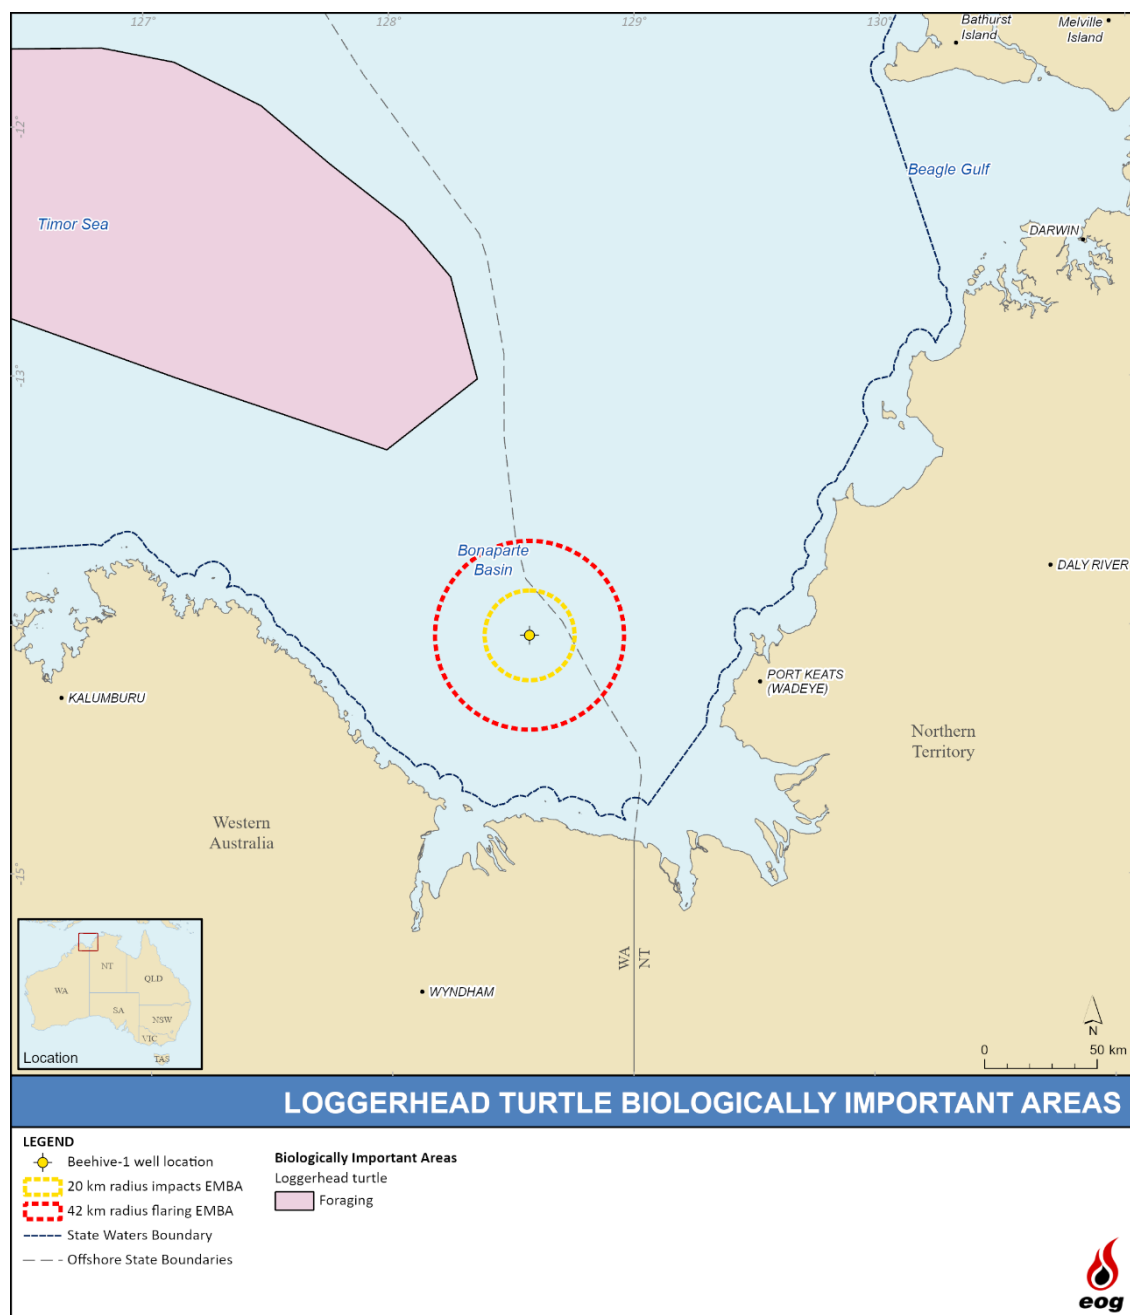 127°
128°
129°
130°
Bathurst
Island
Melville
Island
-12°
Beagle Gulf
Timor Sea
DARWIN
-13°
Bonaparte
Basin
DALY RIVER
KALUMBURU
PORT KEATS
(WADEYE)
Northern
Territory
Western
Australia
-15°
WA
NT
WYNDHAM
WA
NT
QLD
SA
NSW
VIC
TAS
Location
N
0
50 km
LOGGERHEAD TURTLE BIOLOGICALLY IMPORTANT AREAS
LEGEND
Beehive-1 well location
20 km radius impacts EMBA
42 km radius flaring EMBA
State Waters Boundary
Offshore State Boundaries
Biologically Important Areas
Loggerhead turtle
Foraging
eog